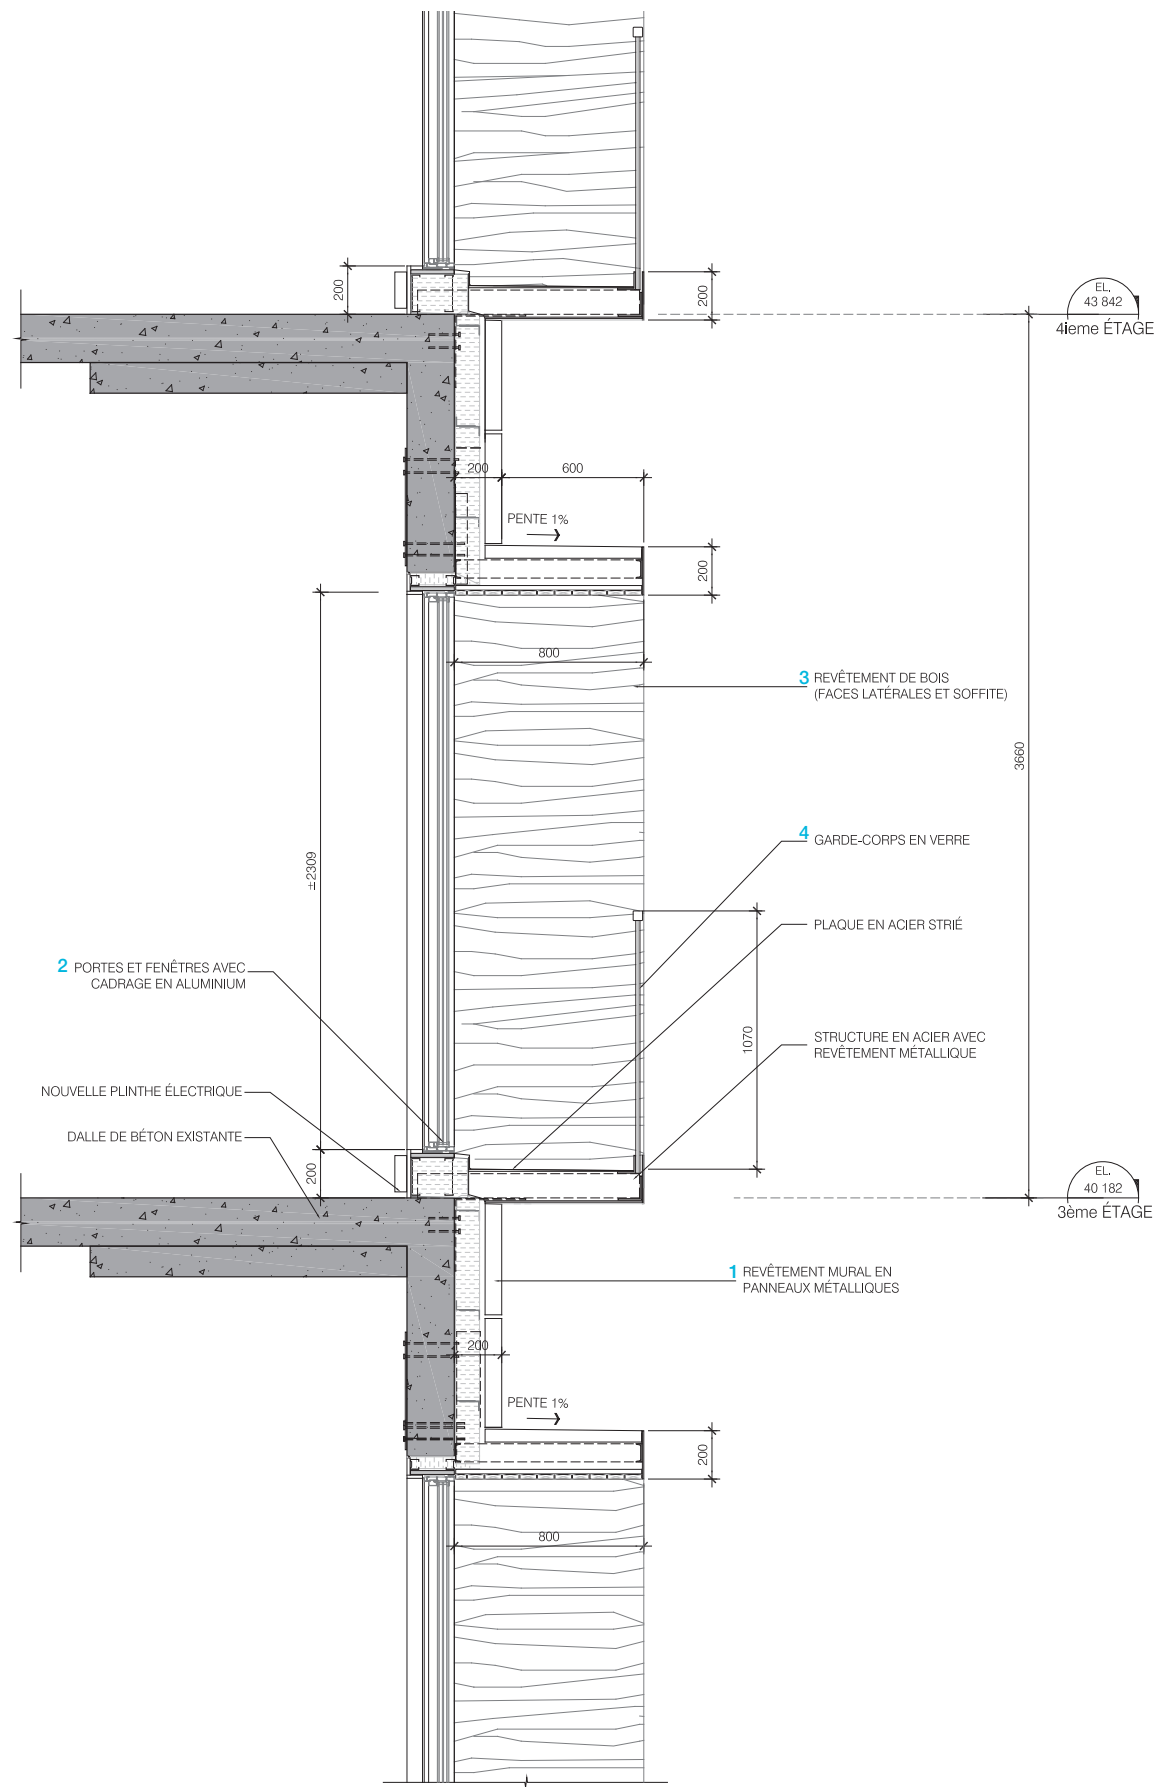 200
200
EL.
43 842
4ieme ÉTAGE
200
600
PENTE 1%
200
800
3 REVÊTEMENT DE BOIS
(FACES LATÉRALES ET SOFFITE)
3660
4 GARDE-CORPS EN VERRE
±2309
PLAQUE EN ACIER STRIÉ
2 PORTES ET FENÊTRES AVEC
CADRAGE EN ALUMINIUM
1070
STRUCTURE EN ACIER AVEC
REVÊTEMENT MÉTALLIQUE
NOUVELLE PLINTHE ÉLECTRIQUE
DALLE DE BÉTON EXISTANTE
200
EL.
40 182
3ème ÉTAGE
1 REVÊTEMENT MURAL EN
PANNEAUX MÉTALLIQUES
200
PENTE 1%
200
800